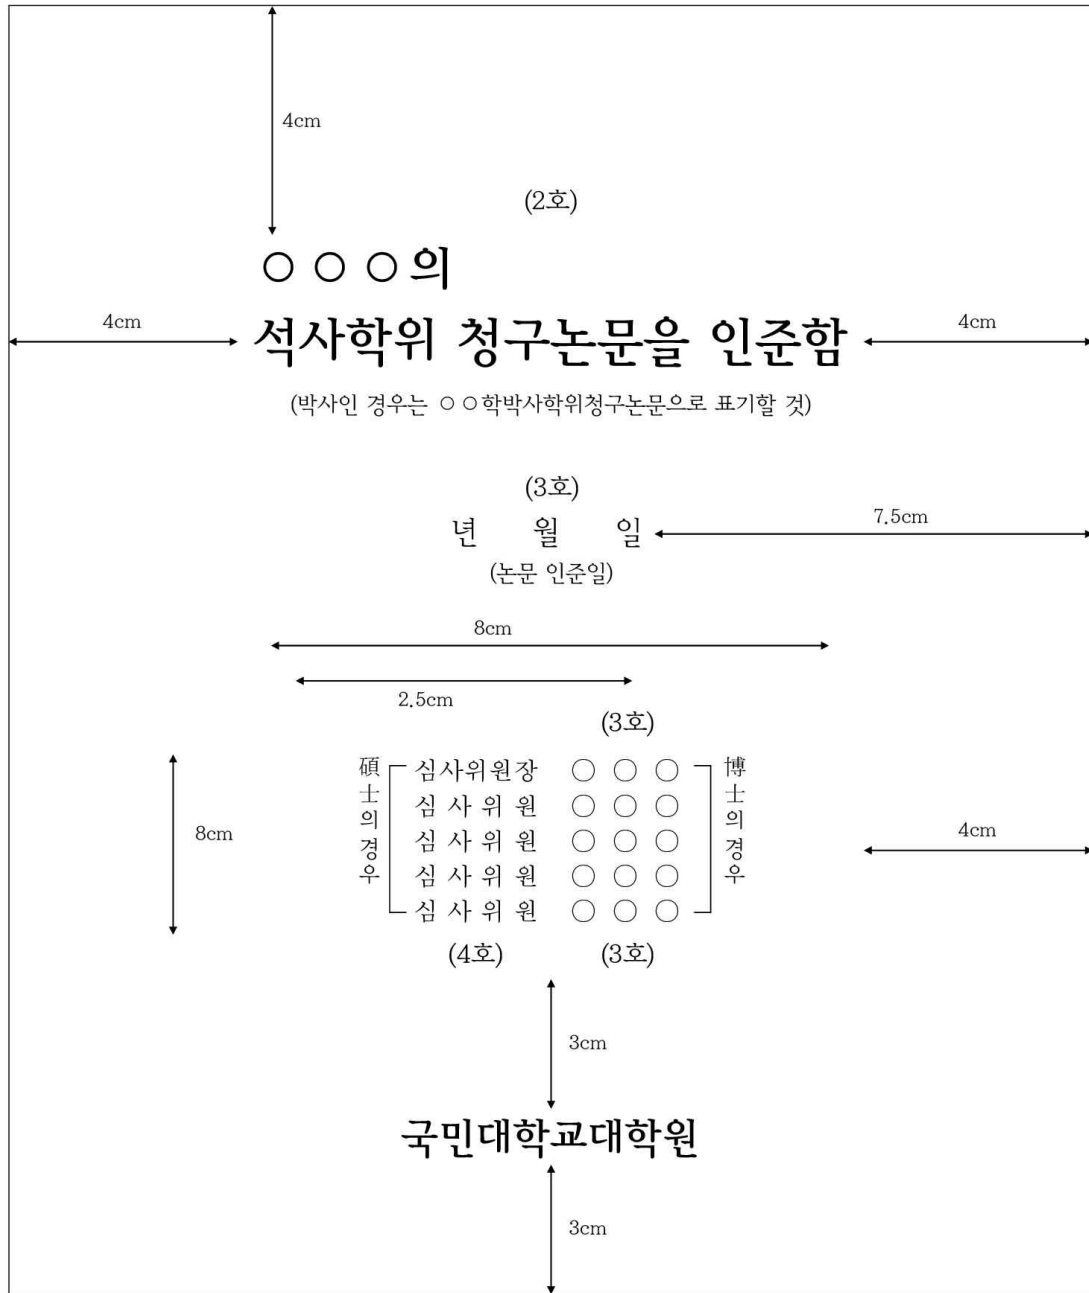 4cm
(2호)
○ ○ ○의
4cm 석사학위 청구논문을 인준함 4cm
(박사인 경우는 ○ ○학박사학위청구논문으로 표기할 것)
(3호)
년 월 일 7.5cm
(논문 인준일)
8cm
2.5cm
(3호)
碩士의경우
심사위원장 ○ ○ ○
심 사 위 원 ○ ○ ○
심 사 위 원 ○ ○ ○
심 사 위 원 ○ ○ ○
심 사 위 원 ○ ○ ○
博士의경우
8cm
4cm
(4호) (3호)
3cm
국민대학교대학원
3cm